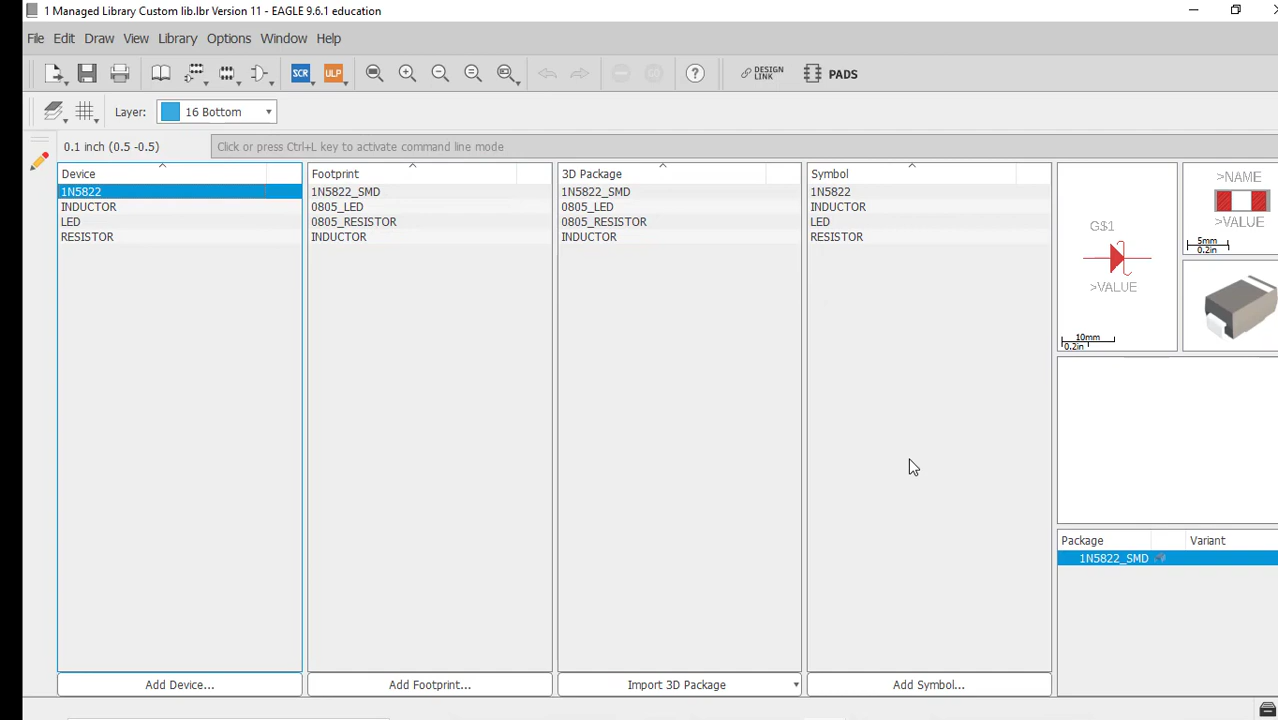 1 Managed Library Custom lib.lbr Version 11 - EAGLE 9.6.1 education
File Edit Draw View Library Options Window Help
SCR ULP DESIGN LINK PADS
Layer: 16 Bottom
0.1 inch (0.5 -0.5) Click or press Ctrl+L key to activate command line mode
Device
1N5822
INDUCTOR
LED
RESISTOR
Add Device...
Footprint
1N5822_SMD
0805_LED
0805_RESISTOR
INDUCTOR
Add Footprint...
3D Package
1N5822_SMD
0805_LED
0805_RESISTOR
INDUCTOR
Import 3D Package
Symbol
1N5822
INDUCTOR
LED
RESISTOR
Add Symbol...
G$1
>VALUE
10mm
0.2in
>NAME
>VALUE
5mm
0.2in
Package Variant
1N5822_SMD